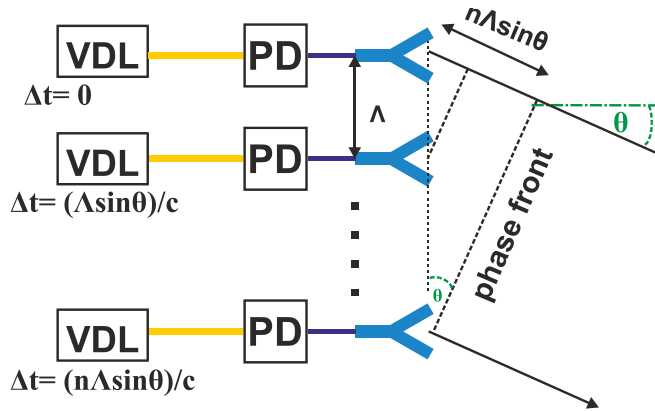 VDL
PD
nΛsinθ
Δt= 0
Λ
θ
VDL
PD
Δt= (Λsinθ)/c
phase front
θ
VDL
PD
Δt= (nΛsinθ)/c